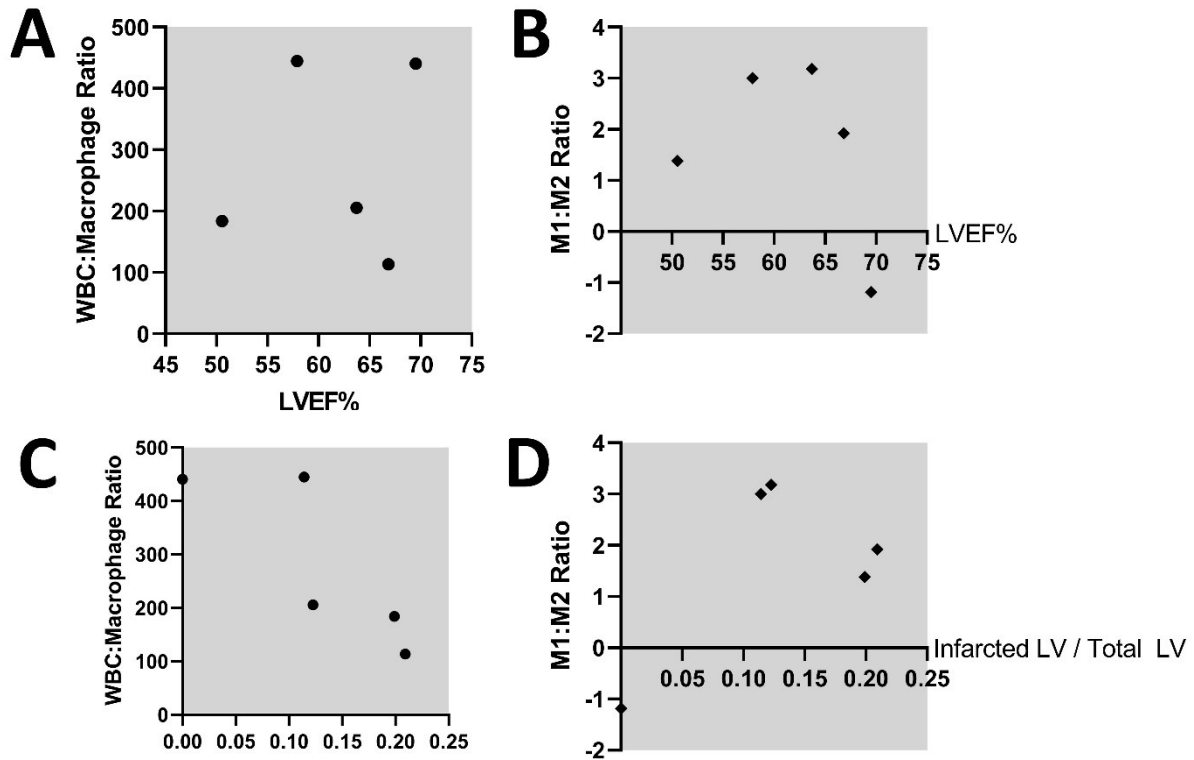 A
WBC:Macrophage Ratio
500
400
300
200
100
0
45 50 55 60 65 70 75
LVEF%
B
M1:M2 Ratio
4
3
2
1
0
-1
-2
50 55 60 65 70 75
LVEF%
C
WBC:Macrophage Ratio
500
400
300
200
100
0
0.00 0.05 0.10 0.15 0.20 0.25
D
M1:M2 Ratio
4
3
2
1
0
-1
-2
0.05 0.10 0.15 0.20 0.25
Infarcted LV / Total LV